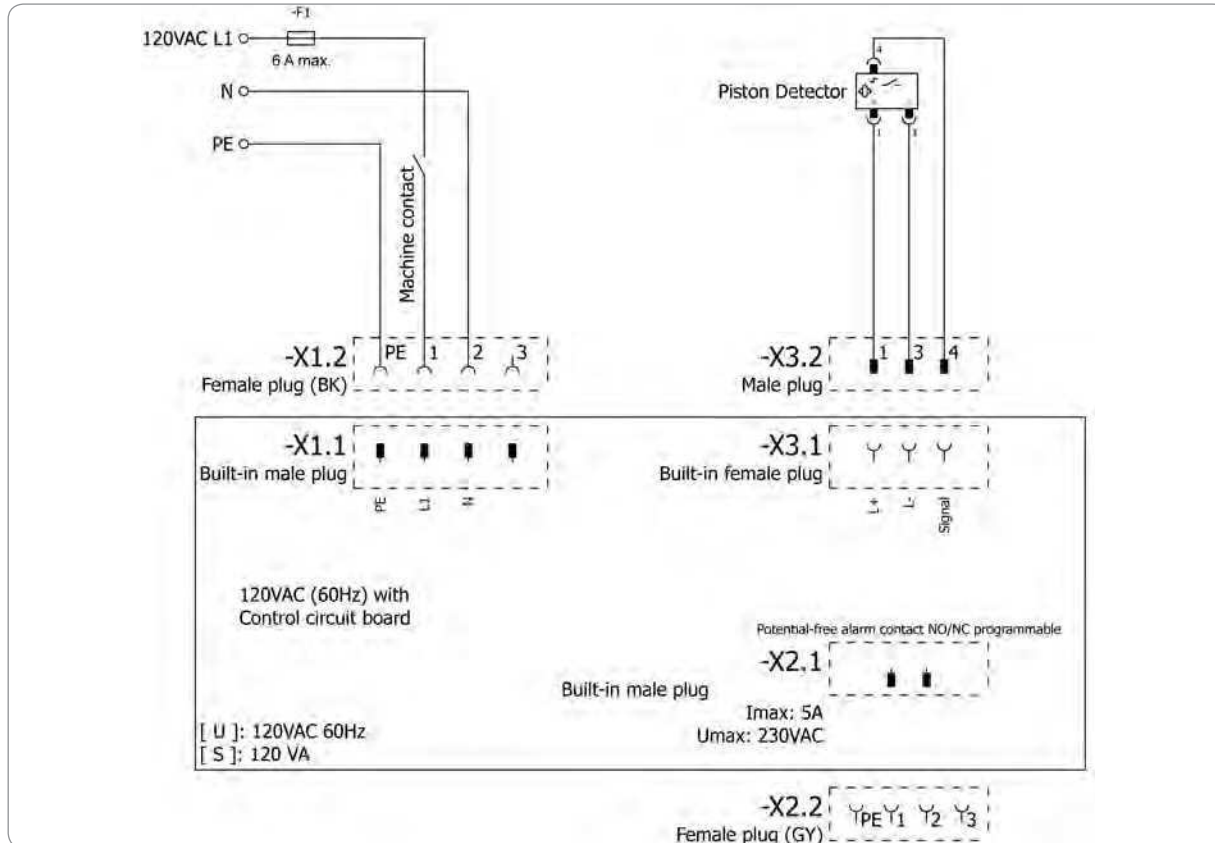 -F1
120VAC L1
6 A max.
N
PE
Machine contact
-X1.2
PE 1 2 3
Female plug (BK)
4
Piston Detector
1
-X3.2
1 3 4
Male plug
-X1.1
Built-in male plug
PE
L1
N
-X3.1
Built-in female plug
L+
L-
Signal
120VAC (60Hz) with
Control circuit board
Potential-free alarm contact NO/NC programmable
-X2.1
Built-in male plug
Imax: 5A
Umax: 230VAC
[ U ]: 120VAC 60Hz
[ S ]: 120 VA
-X2.2
PE 1 2 3
Female plug (GY)